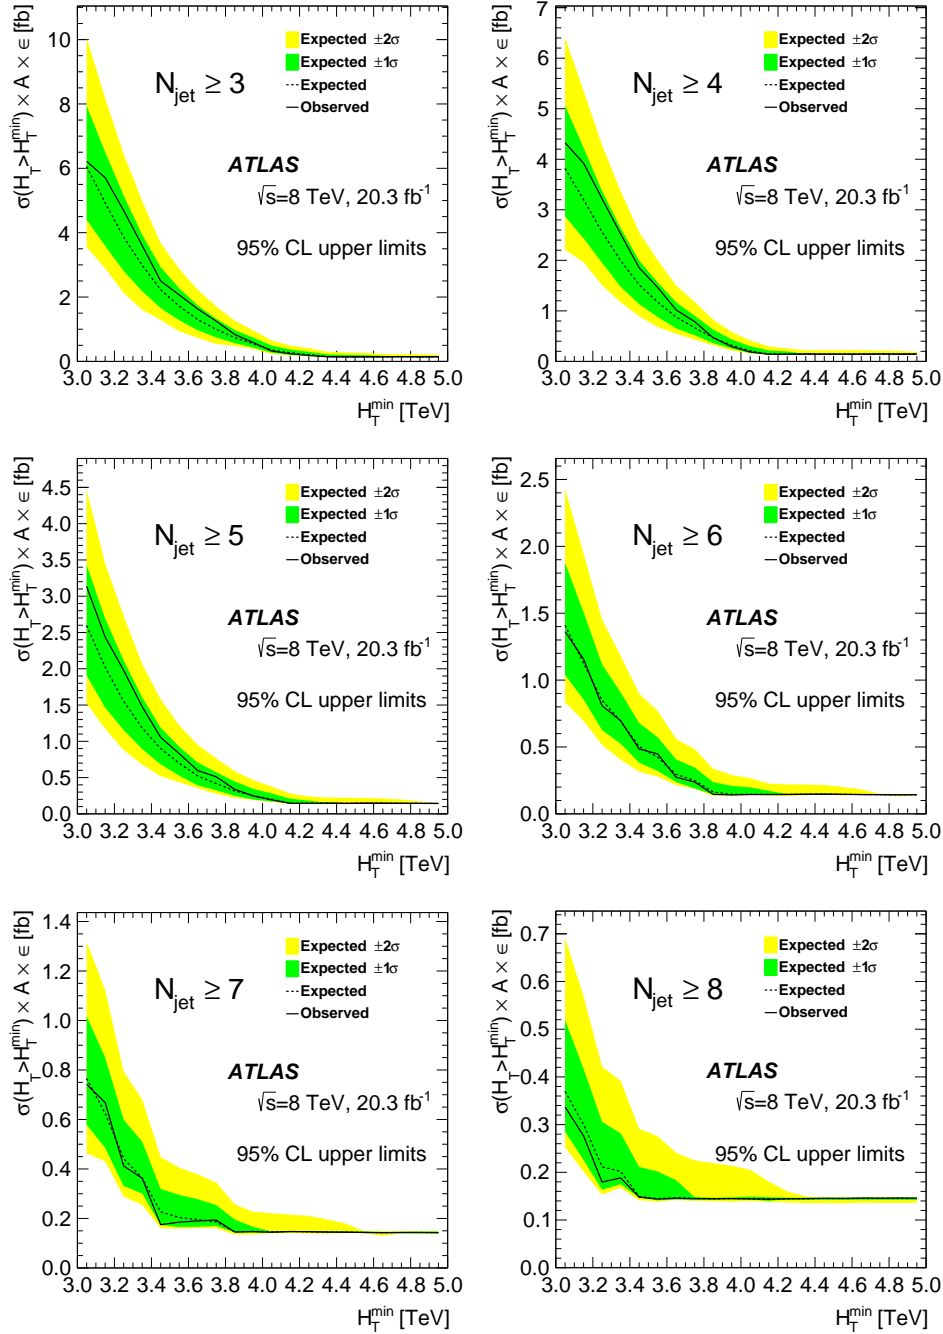 σ(H_T>H_T^min) × A × ϵ [fb]
10
8
6
4
2
0
Expected ±2σ
Expected ±1σ
Expected
Observed
N_jet ≥ 3
ATLAS
√s=8 TeV, 20.3 fb⁻¹
95% CL upper limits
3.0 3.2 3.4 3.6 3.8 4.0 4.2 4.4 4.6 4.8 5.0
H_T^min [TeV]
σ(H_T>H_T^min) × A × ϵ [fb]
7
6
5
4
3
2
1
0
Expected ±2σ
Expected ±1σ
Expected
Observed
N_jet ≥ 4
ATLAS
√s=8 TeV, 20.3 fb⁻¹
95% CL upper limits
3.0 3.2 3.4 3.6 3.8 4.0 4.2 4.4 4.6 4.8 5.0
H_T^min [TeV]
σ(H_T>H_T^min) × A × ϵ [fb]
4.5
4.0
3.5
3.0
2.5
2.0
1.5
1.0
0.5
0.0
Expected ±2σ
Expected ±1σ
Expected
Observed
N_jet ≥ 5
ATLAS
√s=8 TeV, 20.3 fb⁻¹
95% CL upper limits
3.0 3.2 3.4 3.6 3.8 4.0 4.2 4.4 4.6 4.8 5.0
H_T^min [TeV]
σ(H_T>H_T^min) × A × ϵ [fb]
2.5
2.0
1.5
1.0
0.5
0.0
Expected ±2σ
Expected ±1σ
Expected
Observed
N_jet ≥ 6
ATLAS
√s=8 TeV, 20.3 fb⁻¹
95% CL upper limits
3.0 3.2 3.4 3.6 3.8 4.0 4.2 4.4 4.6 4.8 5.0
H_T^min [TeV]
σ(H_T>H_T^min) × A × ϵ [fb]
1.4
1.2
1.0
0.8
0.6
0.4
0.2
0.0
Expected ±2σ
Expected ±1σ
Expected
Observed
N_jet ≥ 7
ATLAS
√s=8 TeV, 20.3 fb⁻¹
95% CL upper limits
3.0 3.2 3.4 3.6 3.8 4.0 4.2 4.4 4.6 4.8 5.0
H_T^min [TeV]
σ(H_T>H_T^min) × A × ϵ [fb]
0.7
0.6
0.5
0.4
0.3
0.2
0.1
0.0
Expected ±2σ
Expected ±1σ
Expected
Observed
N_jet ≥ 8
ATLAS
√s=8 TeV, 20.3 fb⁻¹
95% CL upper limits
3.0 3.2 3.4 3.6 3.8 4.0 4.2 4.4 4.6 4.8 5.0
H_T^min [TeV]